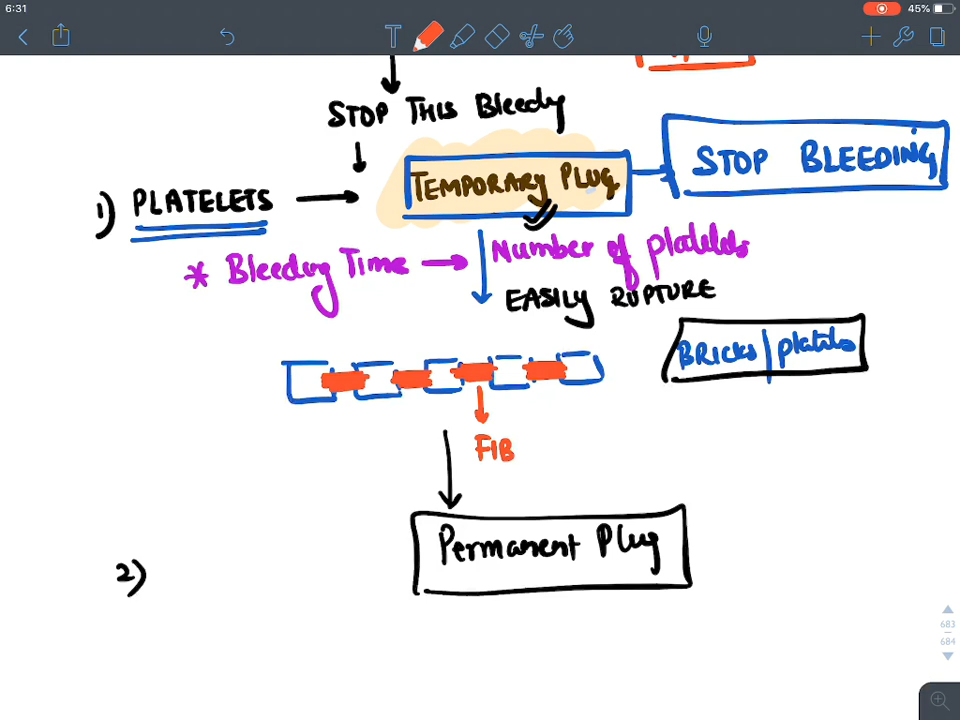 6:31
45%
T
STOP THIS Bleedy
STOP BLEEDING
TEMPORARY PLUG
1) PLATELETS
* Bleeding Time
Number of platelets
EASILY RUPTURE
BRICKS | platiles
FIB
Permanent Plug
2)
683
684